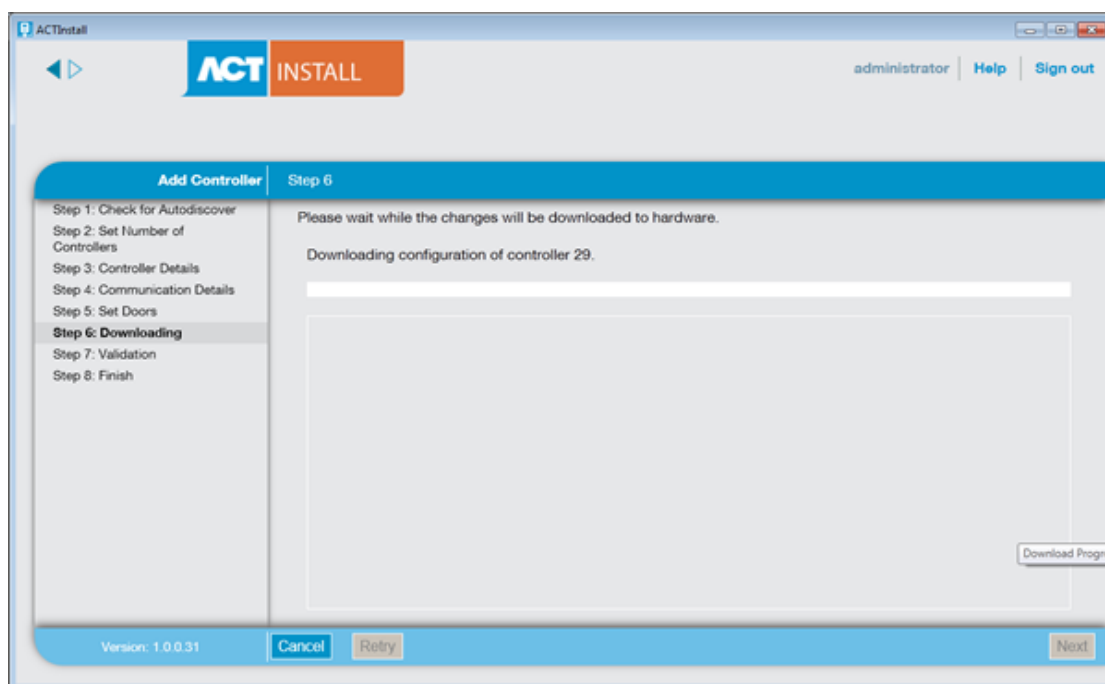 ACTInstall
ACT INSTALL
administrator Help Sign out
Add Controller Step 6
Step 1: Check for Autodiscover
Step 2: Set Number of
Controllers
Step 3: Controller Details
Step 4: Communication Details
Step 5: Set Doors
Step 6: Downloading
Step 7: Validation
Step 8: Finish
Please wait while the changes will be downloaded to hardware.
Downloading configuration of controller 29.
Download Progr
Version: 1.0.0.31 Cancel Retry Next